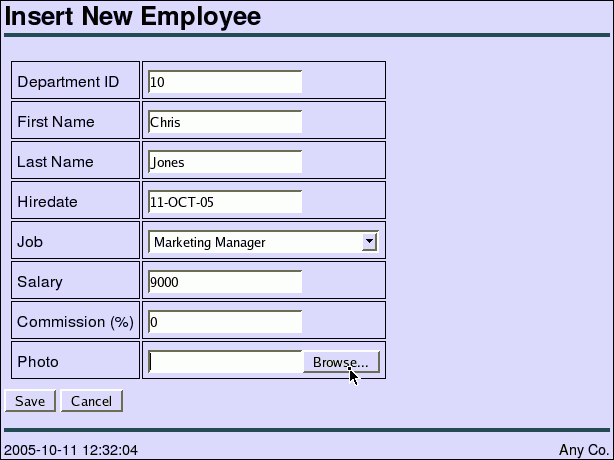 Insert New Employee
Department ID 10
First Name Chris
Last Name Jones
Hiredate 11-OCT-05
Job Marketing Manager
Salary 9000
Commission (%) 0
Photo Browse...
Save Cancel
2005-10-11 12:32:04 Any Co.